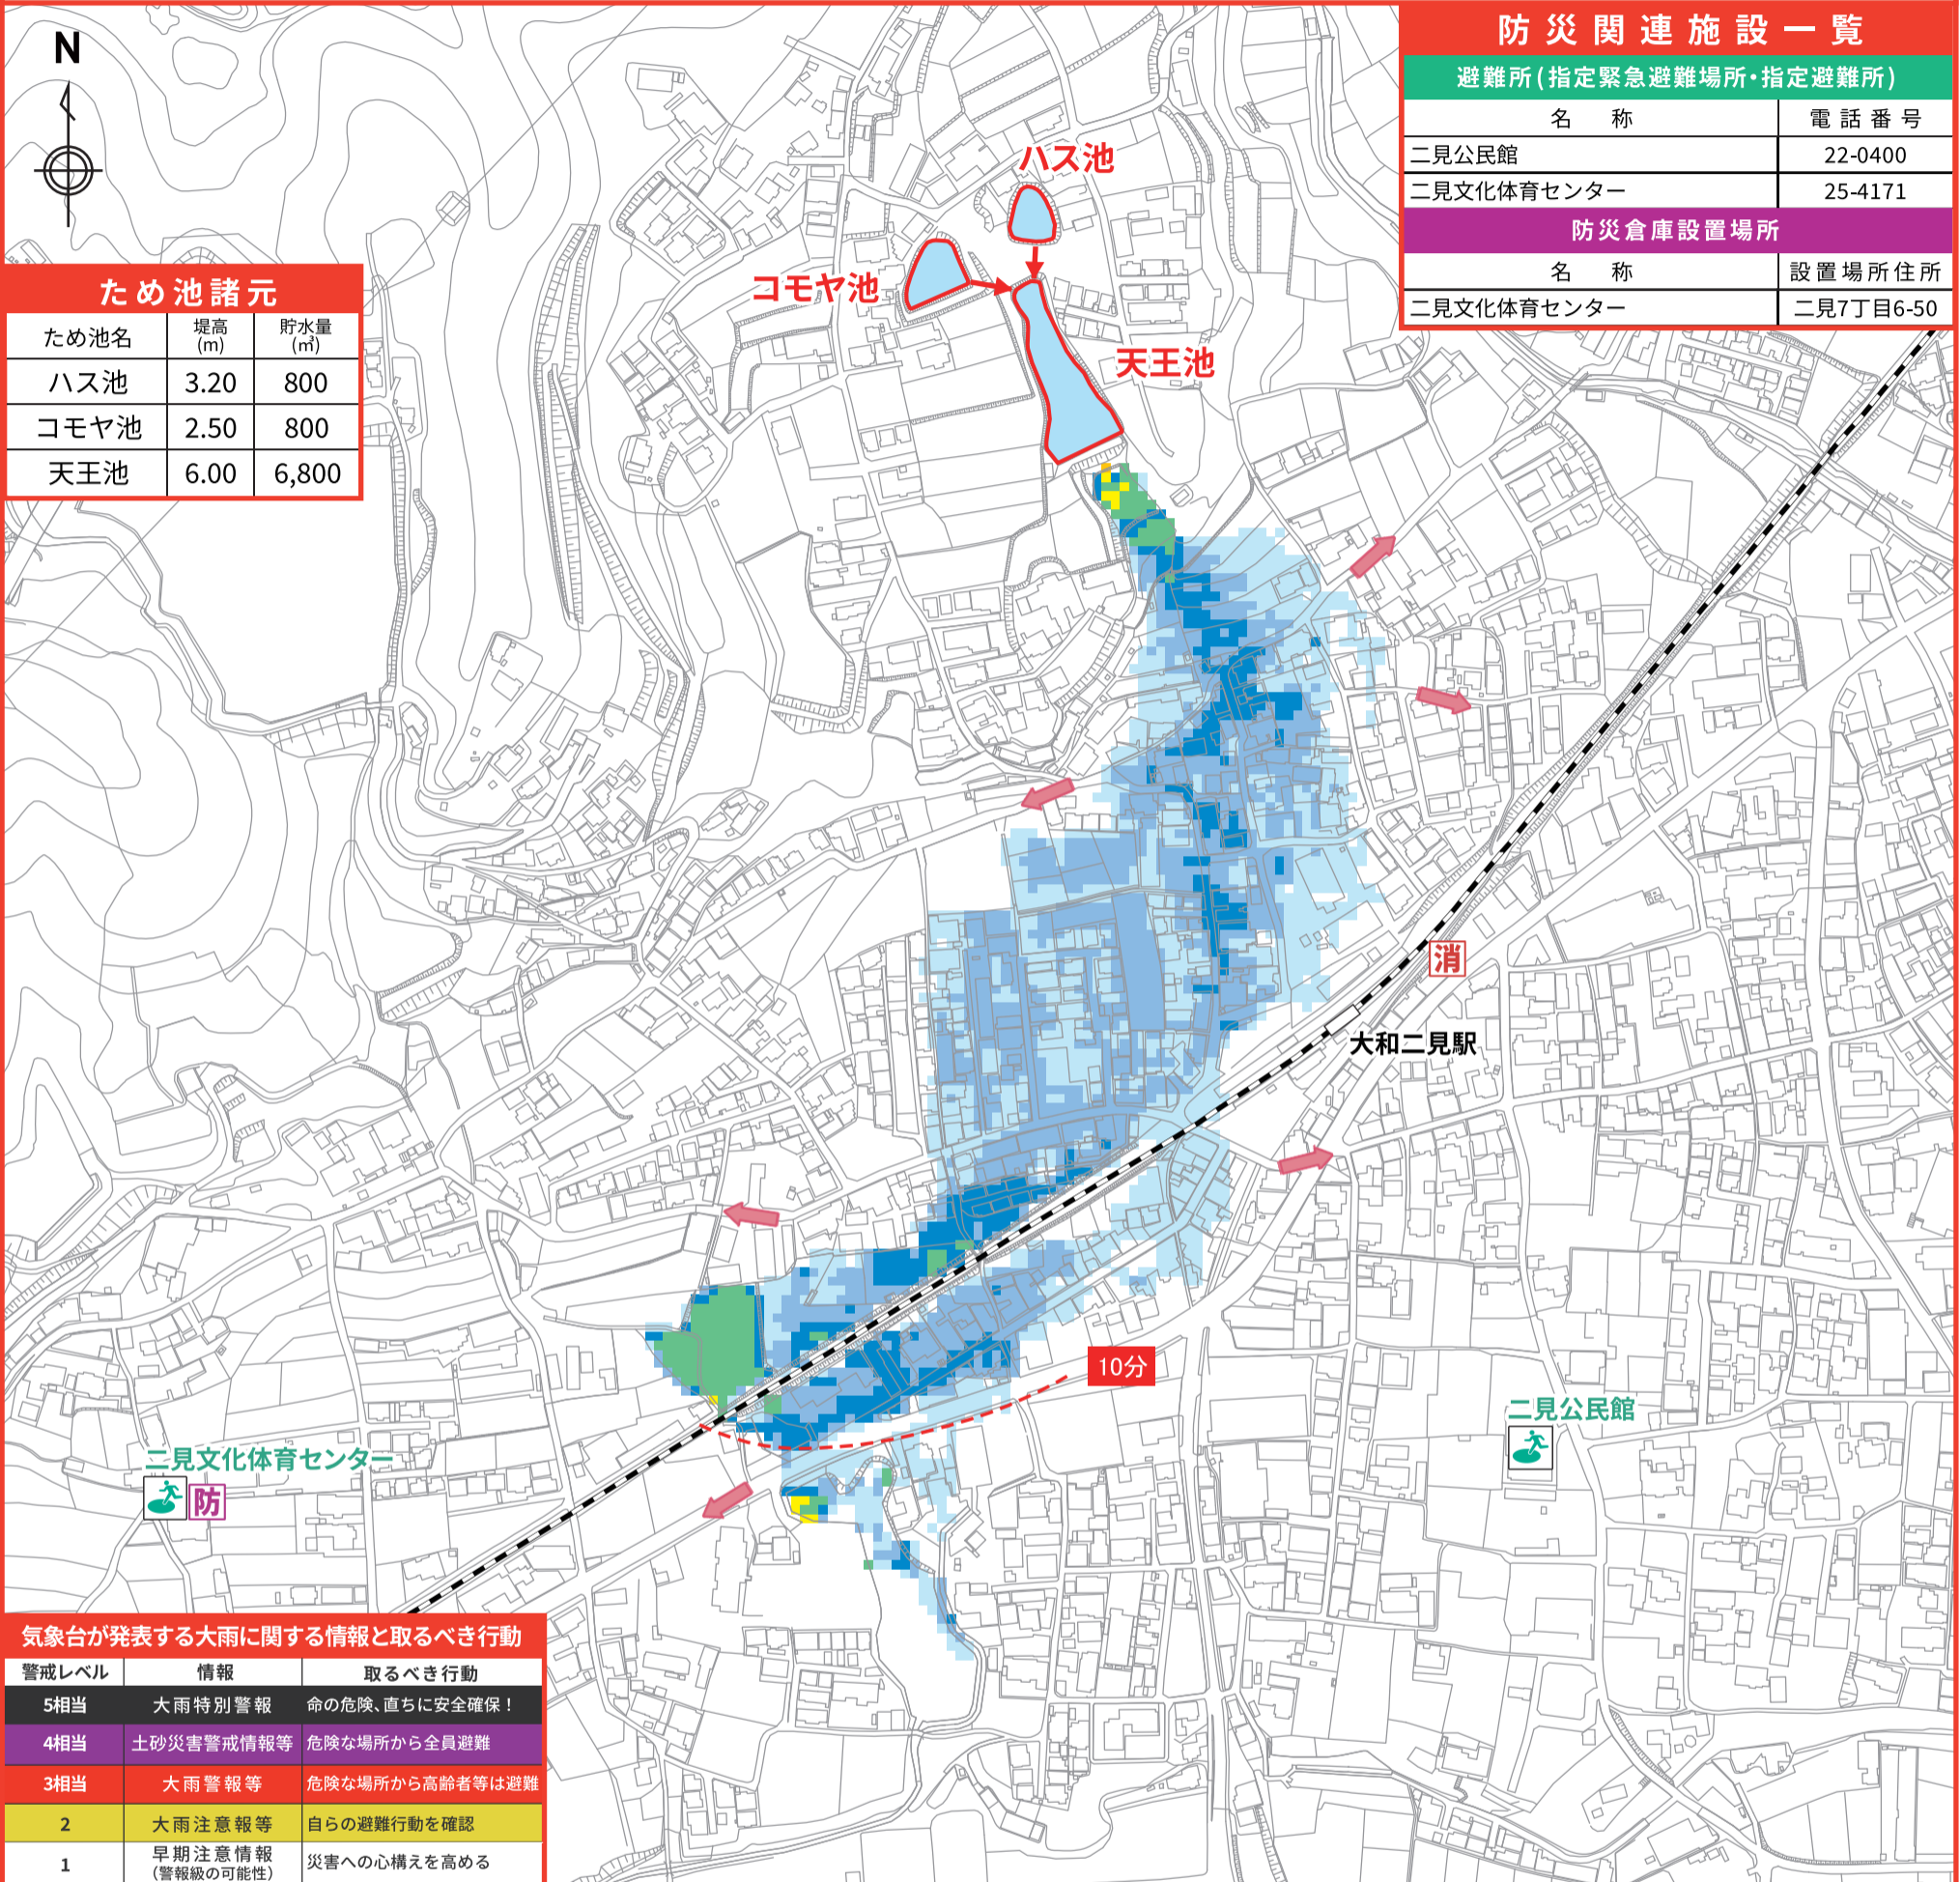 N
防災関連施設一覧
避難所(指定緊急避難場所・指定避難所)
名 称 電話番号
二見公民館 22-0400
二見文化体育センター 25-4171
防災倉庫設置場所
名 称 設置場所住所
二見文化体育センター 二見7丁目6-50
ハス池
コモヤ池
天王池
ため池諸元
ため池名 堤高(m) 貯水量(㎥)
ハス池 3.20 800
コモヤ池 2.50 800
天王池 6.00 6,800
消
大和二見駅
10分
二見公民館
二見文化体育センター
防
気象台が発表する大雨に関する情報と取るべき行動
警戒レベル 情報 取るべき行動
5相当 大雨特別警報 命の危険、直ちに安全確保!
4相当 土砂災害警戒情報等 危険な場所から全員避難
3相当 大雨警報等 危険な場所から高齢者等は避難
2 大雨注意報等 自らの避難行動を確認
1 早期注意情報(警報級の可能性) 災害への心構えを高める